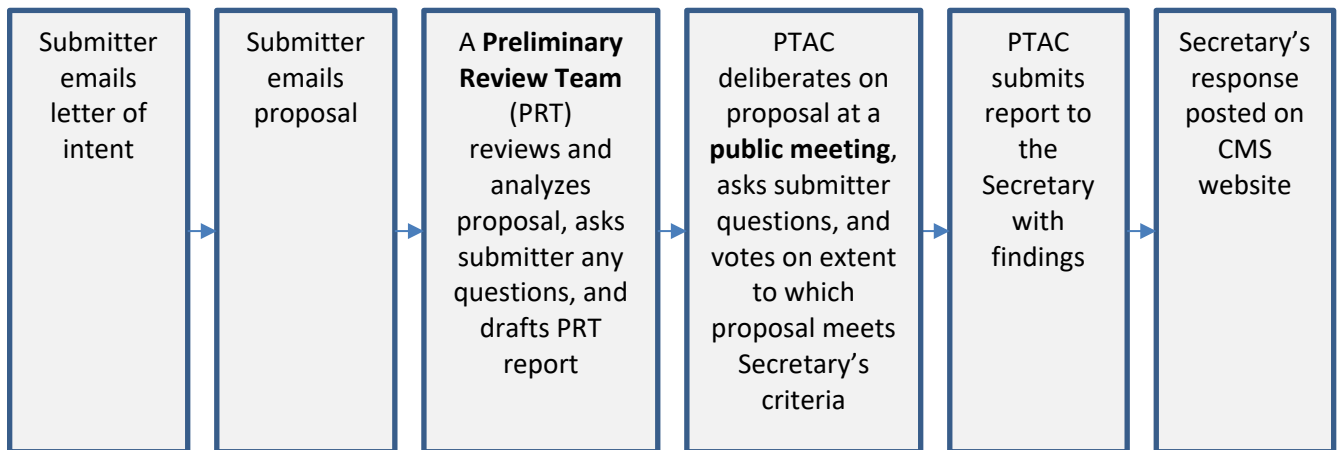 Submitter
emails
letter of
intent
Submitter
emails
proposal
A Preliminary
Review Team
(PRT)
reviews and
analyzes
proposal, asks
submitter any
questions, and
drafts PRT
report
PTAC
deliberates on
proposal at a
public meeting,
asks submitter
questions, and
votes on extent
to which
proposal meets
Secretary’s
criteria
PTAC
submits
report to
the
Secretary
with
findings
Secretary’s
response
posted on
CMS
website